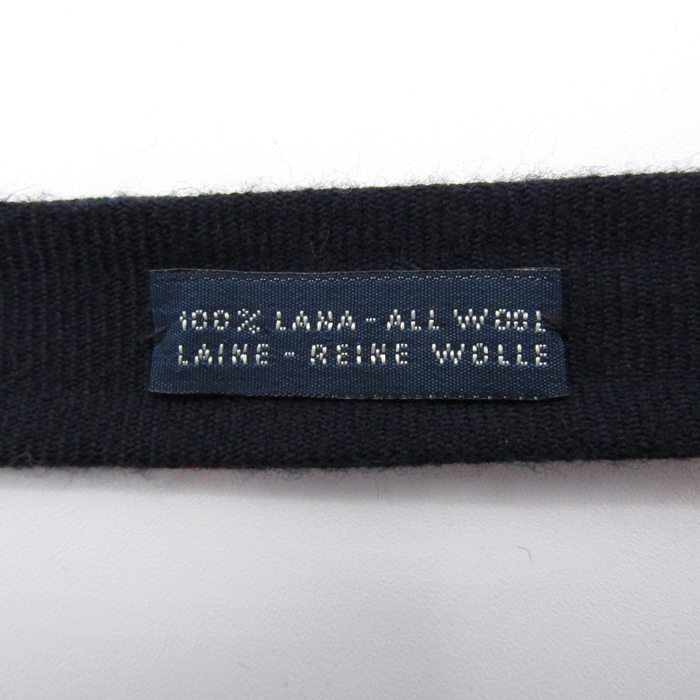 100% LANA - ALL WOOL
LAINE - REINE WOLLE